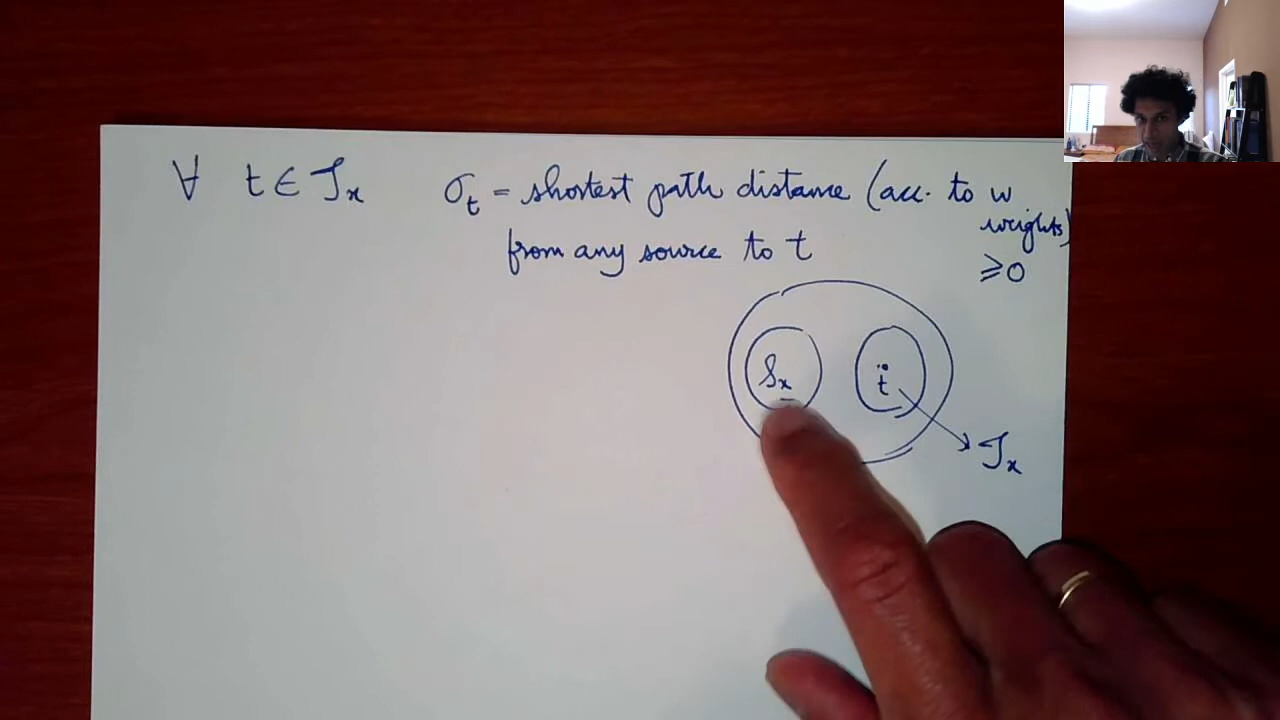 ∀ t ∈ 𝒯ₓ σₜ = shortest path distance (acc. to w
weights)
from any source to t
⩾0
𝒮ₓ t
𝒯ₓ